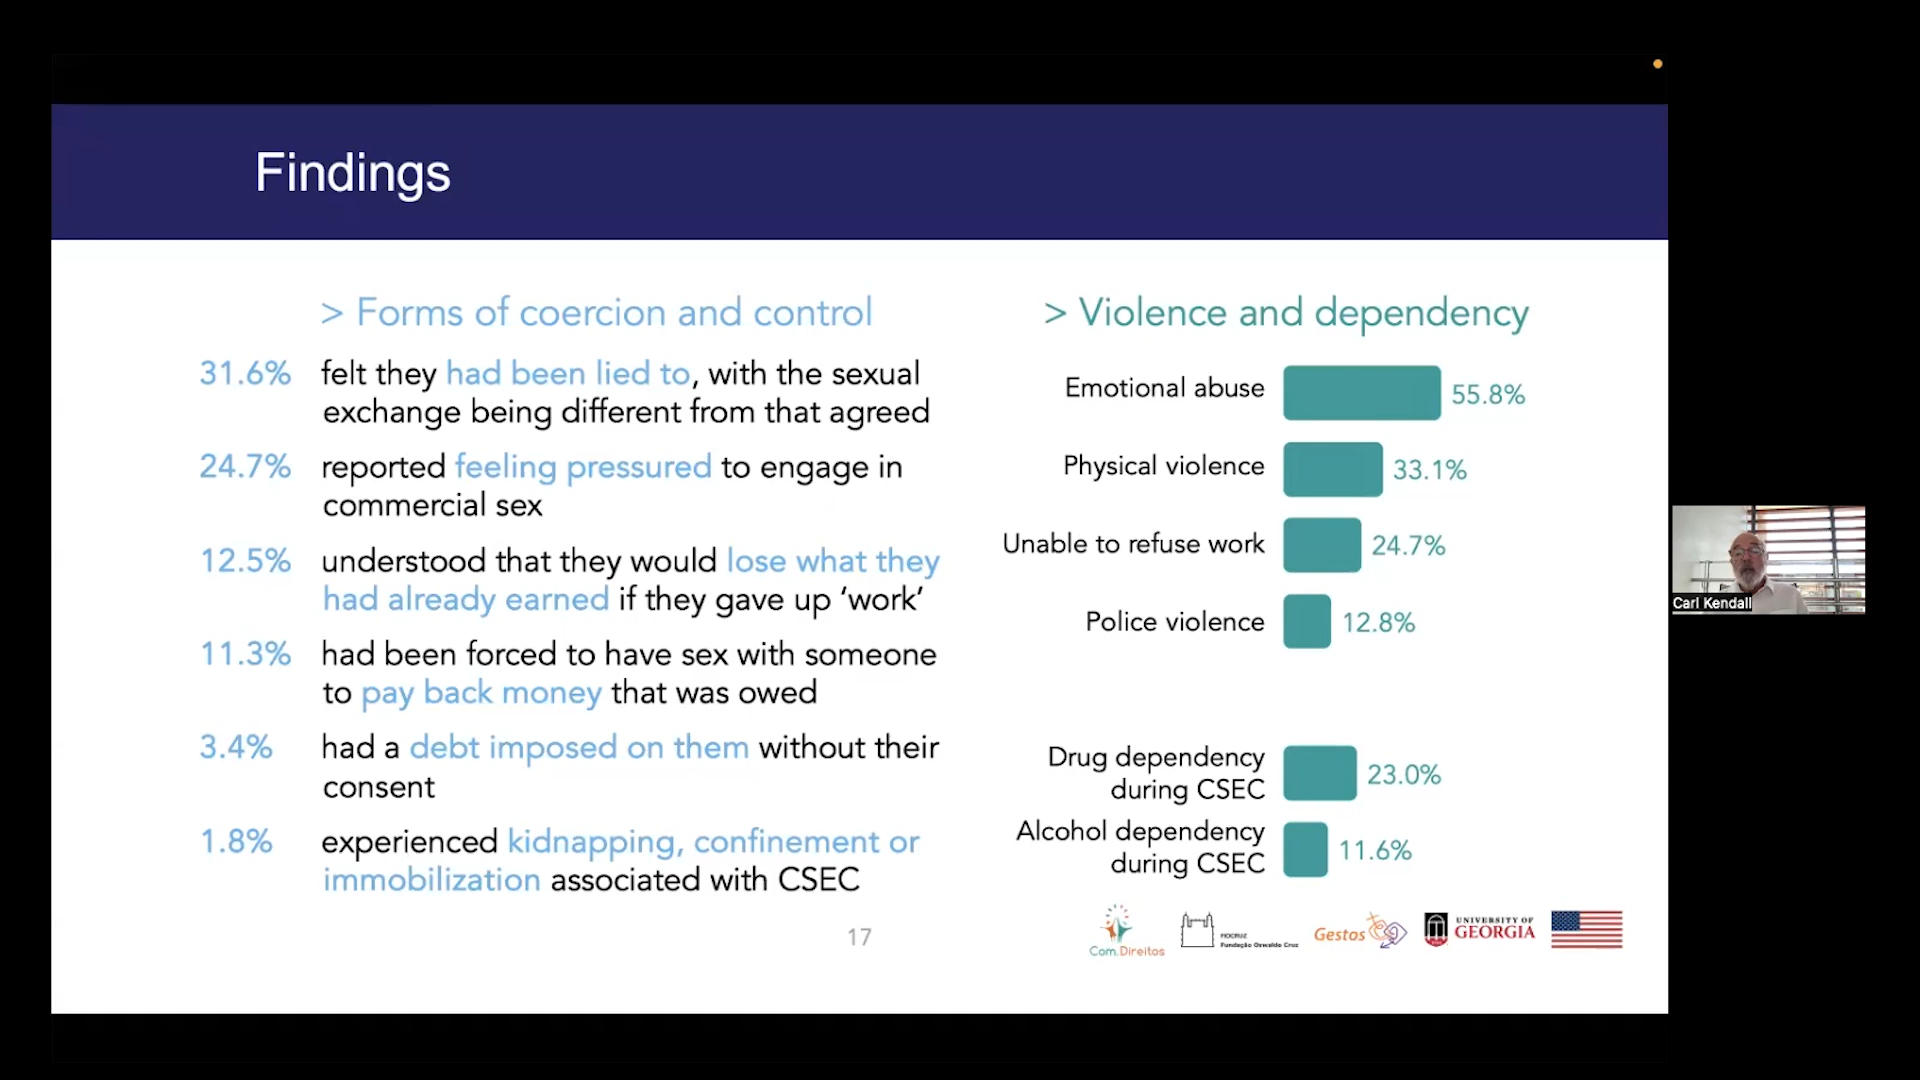 Findings
> Forms of coercion and control
31.6% felt they had been lied to, with the sexual
exchange being different from that agreed
24.7% reported feeling pressured to engage in
commercial sex
12.5% understood that they would lose what they
had already earned if they gave up ‘work’
11.3% had been forced to have sex with someone
to pay back money that was owed
3.4% had a debt imposed on them without their
consent
1.8% experienced kidnapping, confinement or
immobilization associated with CSEC
> Violence and dependency
Emotional abuse 55.8%
Physical violence 33.1%
Unable to refuse work 24.7%
Police violence 12.8%
Drug dependency
during CSEC 23.0%
Alcohol dependency
during CSEC 11.6%
17
Com.Direitos
FIOCRUZ
Fundação Oswaldo Cruz
Gestos
UNIVERSITY OF
GEORGIA
Carl Kendall